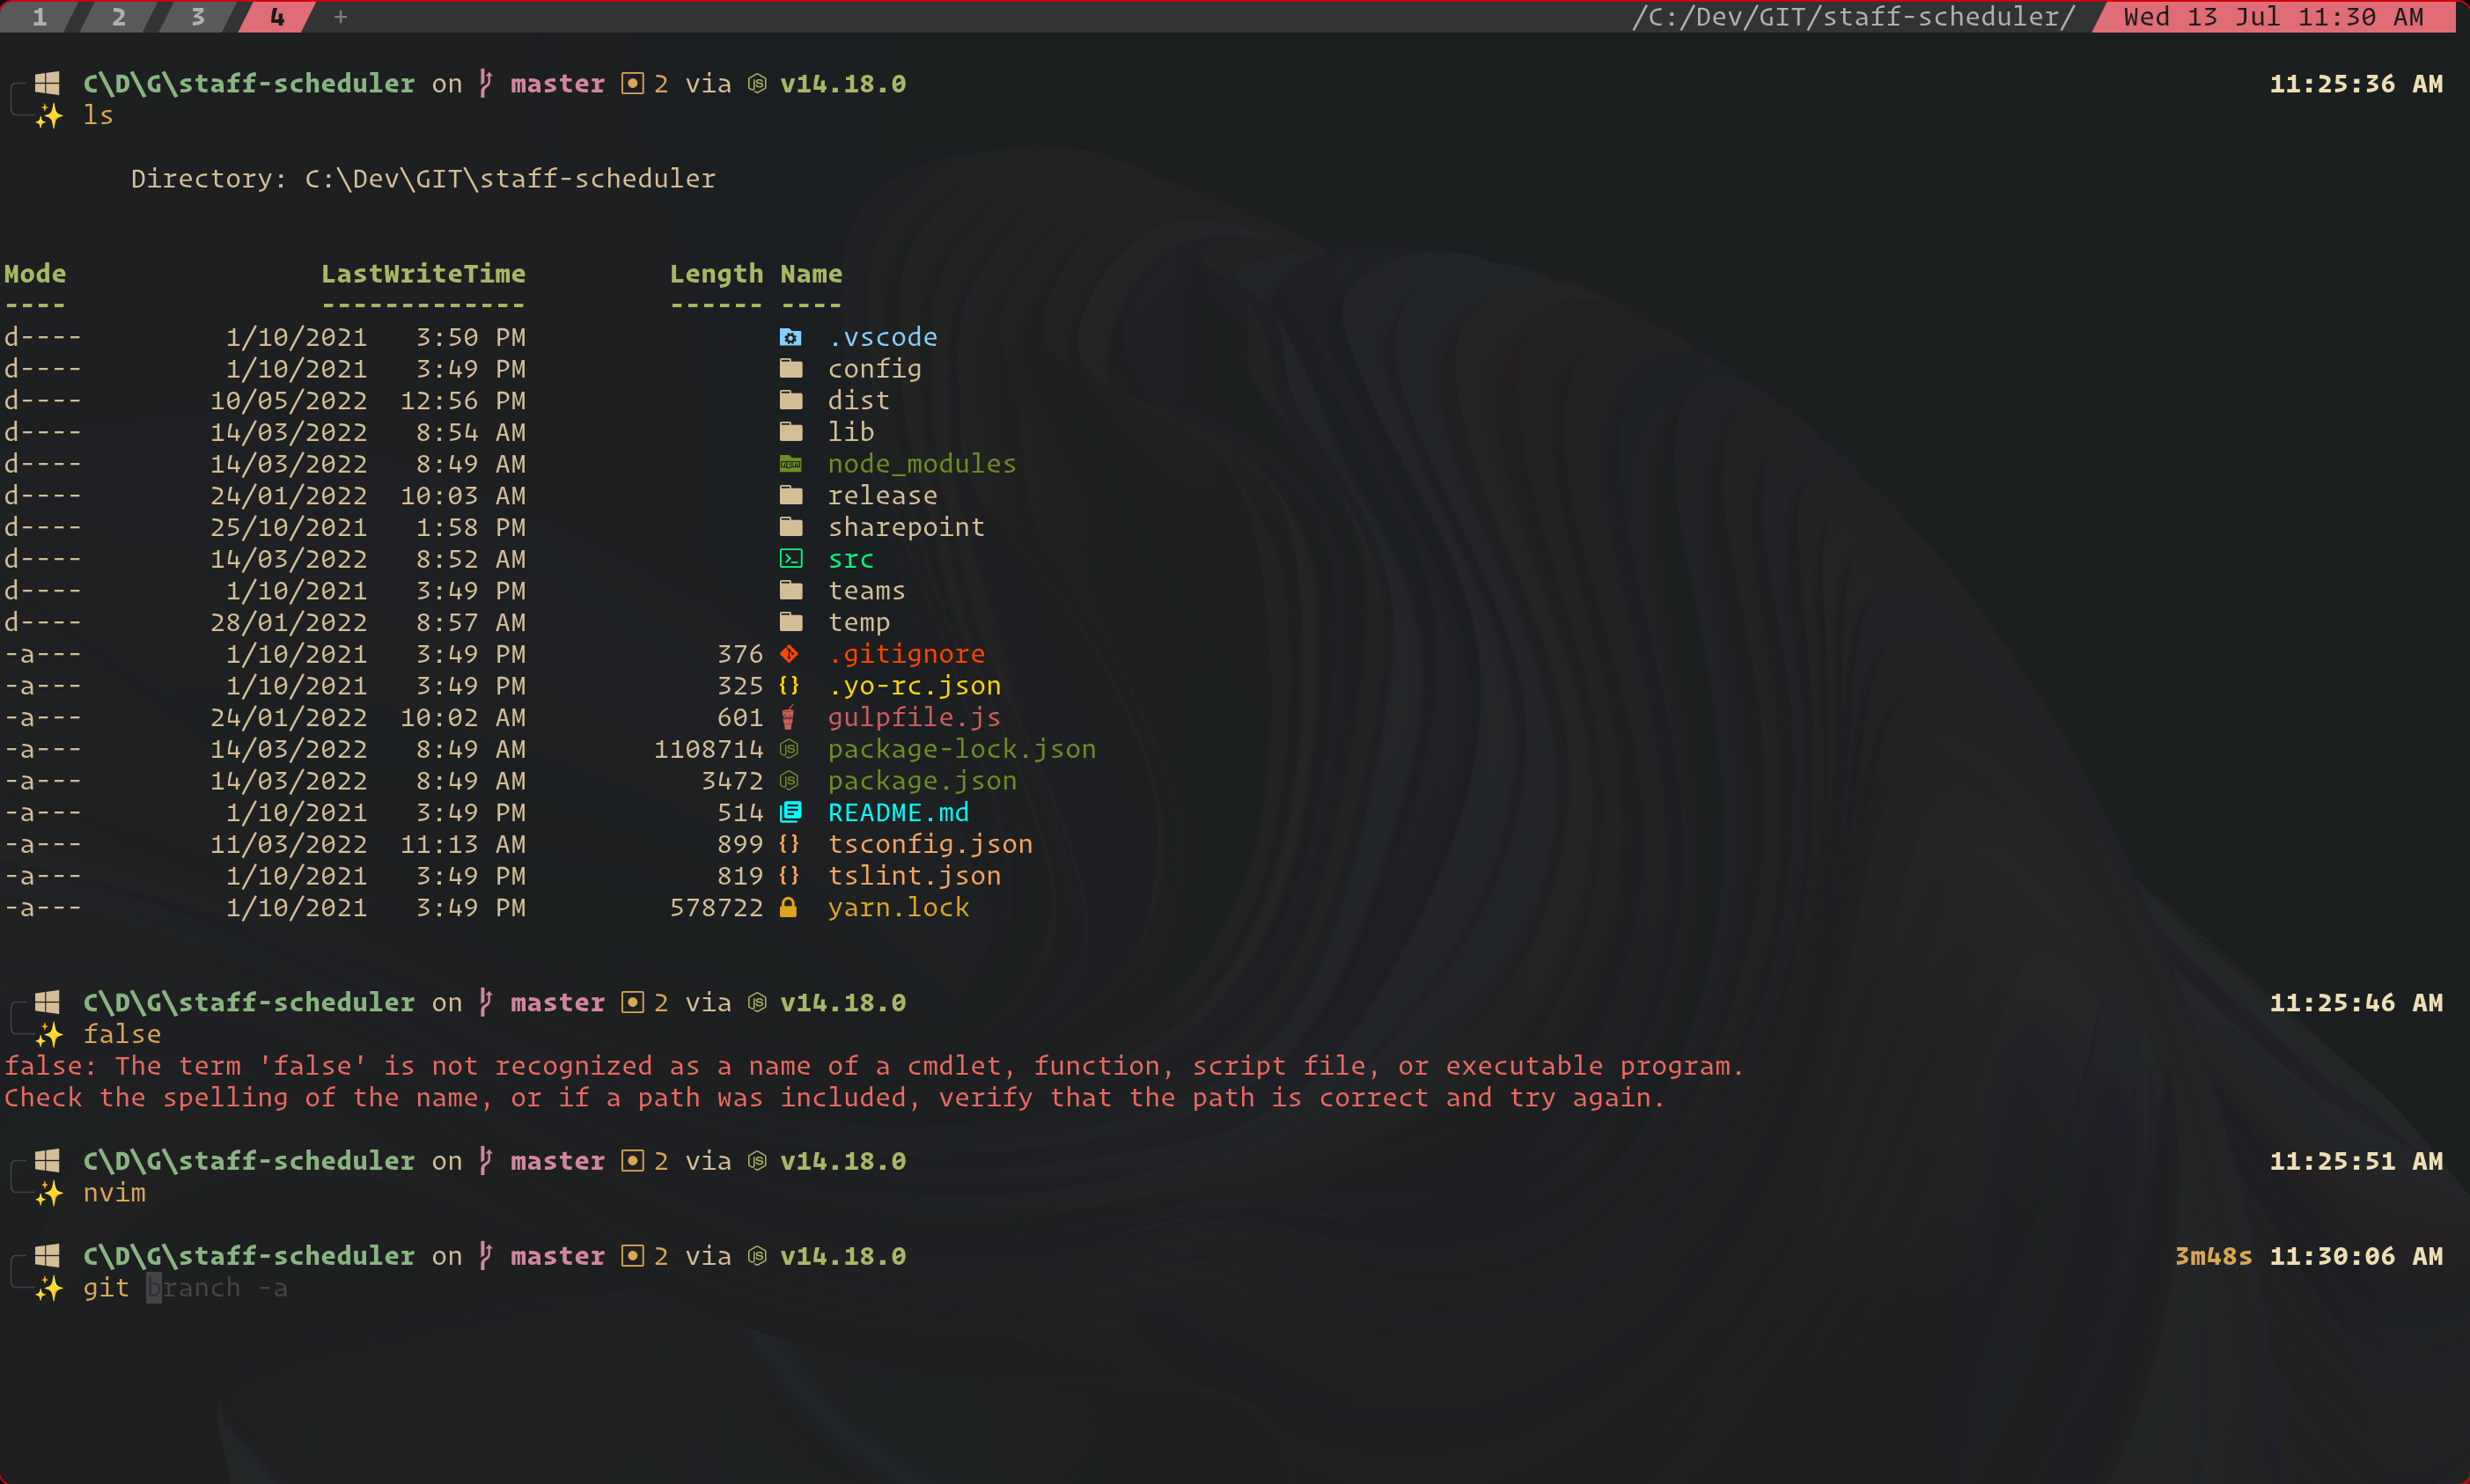 1 2 3 4 + /C:/Dev/GIT/staff-scheduler/ Wed 13 Jul 11:30 AM
C\D\G\staff-scheduler on master 2 via v14.18.0 11:25:36 AM
ls
Directory: C:\Dev\GIT\staff-scheduler
Mode LastWriteTime Length Name
---- ------------- ------ ----
d---- 1/10/2021 3:50 PM .vscode
d---- 1/10/2021 3:49 PM config
d---- 10/05/2022 12:56 PM dist
d---- 14/03/2022 8:54 AM lib
d---- 14/03/2022 8:49 AM node_modules
d---- 24/01/2022 10:03 AM release
d---- 25/10/2021 1:58 PM sharepoint
d---- 14/03/2022 8:52 AM src
d---- 1/10/2021 3:49 PM teams
d---- 28/01/2022 8:57 AM temp
-a--- 1/10/2021 3:49 PM 376 .gitignore
-a--- 1/10/2021 3:49 PM 325 {} .yo-rc.json
-a--- 24/01/2022 10:02 AM 601 gulpfile.js
-a--- 14/03/2022 8:49 AM 1108714 package-lock.json
-a--- 14/03/2022 8:49 AM 3472 package.json
-a--- 1/10/2021 3:49 PM 514 README.md
-a--- 11/03/2022 11:13 AM 899 {} tsconfig.json
-a--- 1/10/2021 3:49 PM 819 {} tslint.json
-a--- 1/10/2021 3:49 PM 578722 yarn.lock
C\D\G\staff-scheduler on master 2 via v14.18.0 11:25:46 AM
false
false: The term 'false' is not recognized as a name of a cmdlet, function, script file, or executable program.
Check the spelling of the name, or if a path was included, verify that the path is correct and try again.
C\D\G\staff-scheduler on master 2 via v14.18.0 11:25:51 AM
nvim
C\D\G\staff-scheduler on master 2 via v14.18.0 3m48s 11:30:06 AM
git branch -a